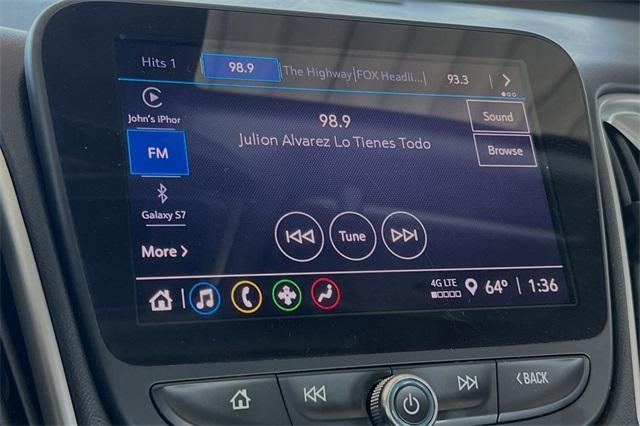 Hits 1 98.9 The Highway FOX Headli... 93.3
John's iPhor
98.9
Sound
FM
Julion Alvarez Lo Tienes Todo
Browse
Galaxy S7
Tune
More
4G LTE 64° 1:36
BACK